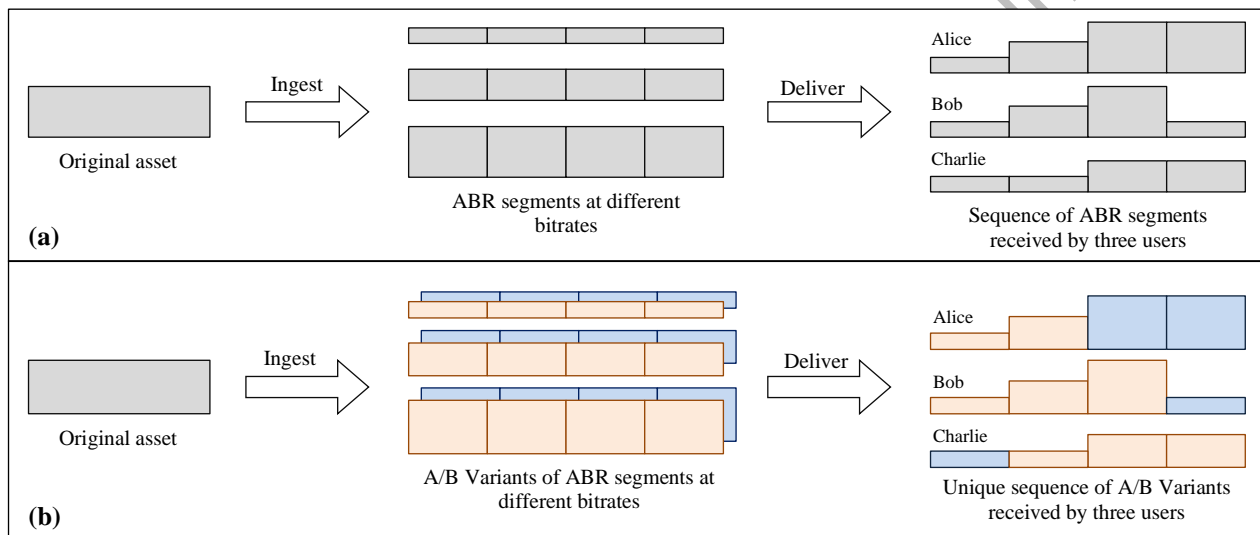 Ingest
Deliver
Alice
Bob
Charlie
Original asset
ABR segments at different
bitrates
Sequence of ABR segments
received by three users
(a)
Ingest
Deliver
Alice
Bob
Charlie
Original asset
A/B Variants of ABR segments at
different bitrates
Unique sequence of A/B Variants
received by three users
(b)